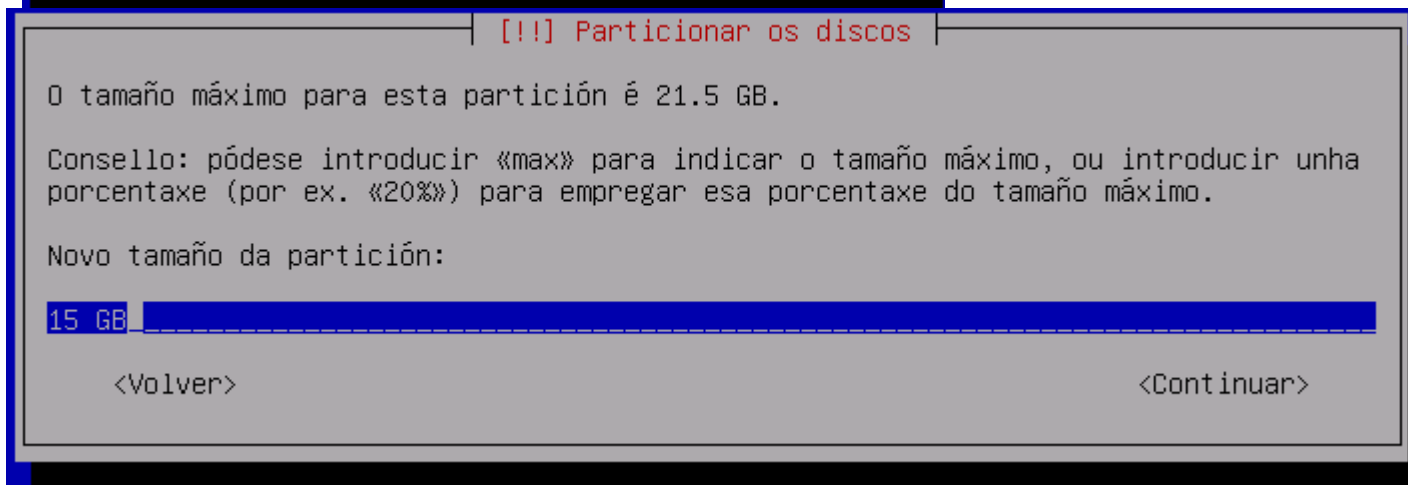 [!!] Particionar os discos
O tamaño máximo para esta partición é 21.5 GB.
Consello: pódese introducir «max» para indicar o tamaño máximo, ou introducir unha
porcentaxe (por ex. «20%») para empregar esa porcentaxe do tamaño máximo.
Novo tamaño da partición:
15 GB
<Volver> <Continuar>